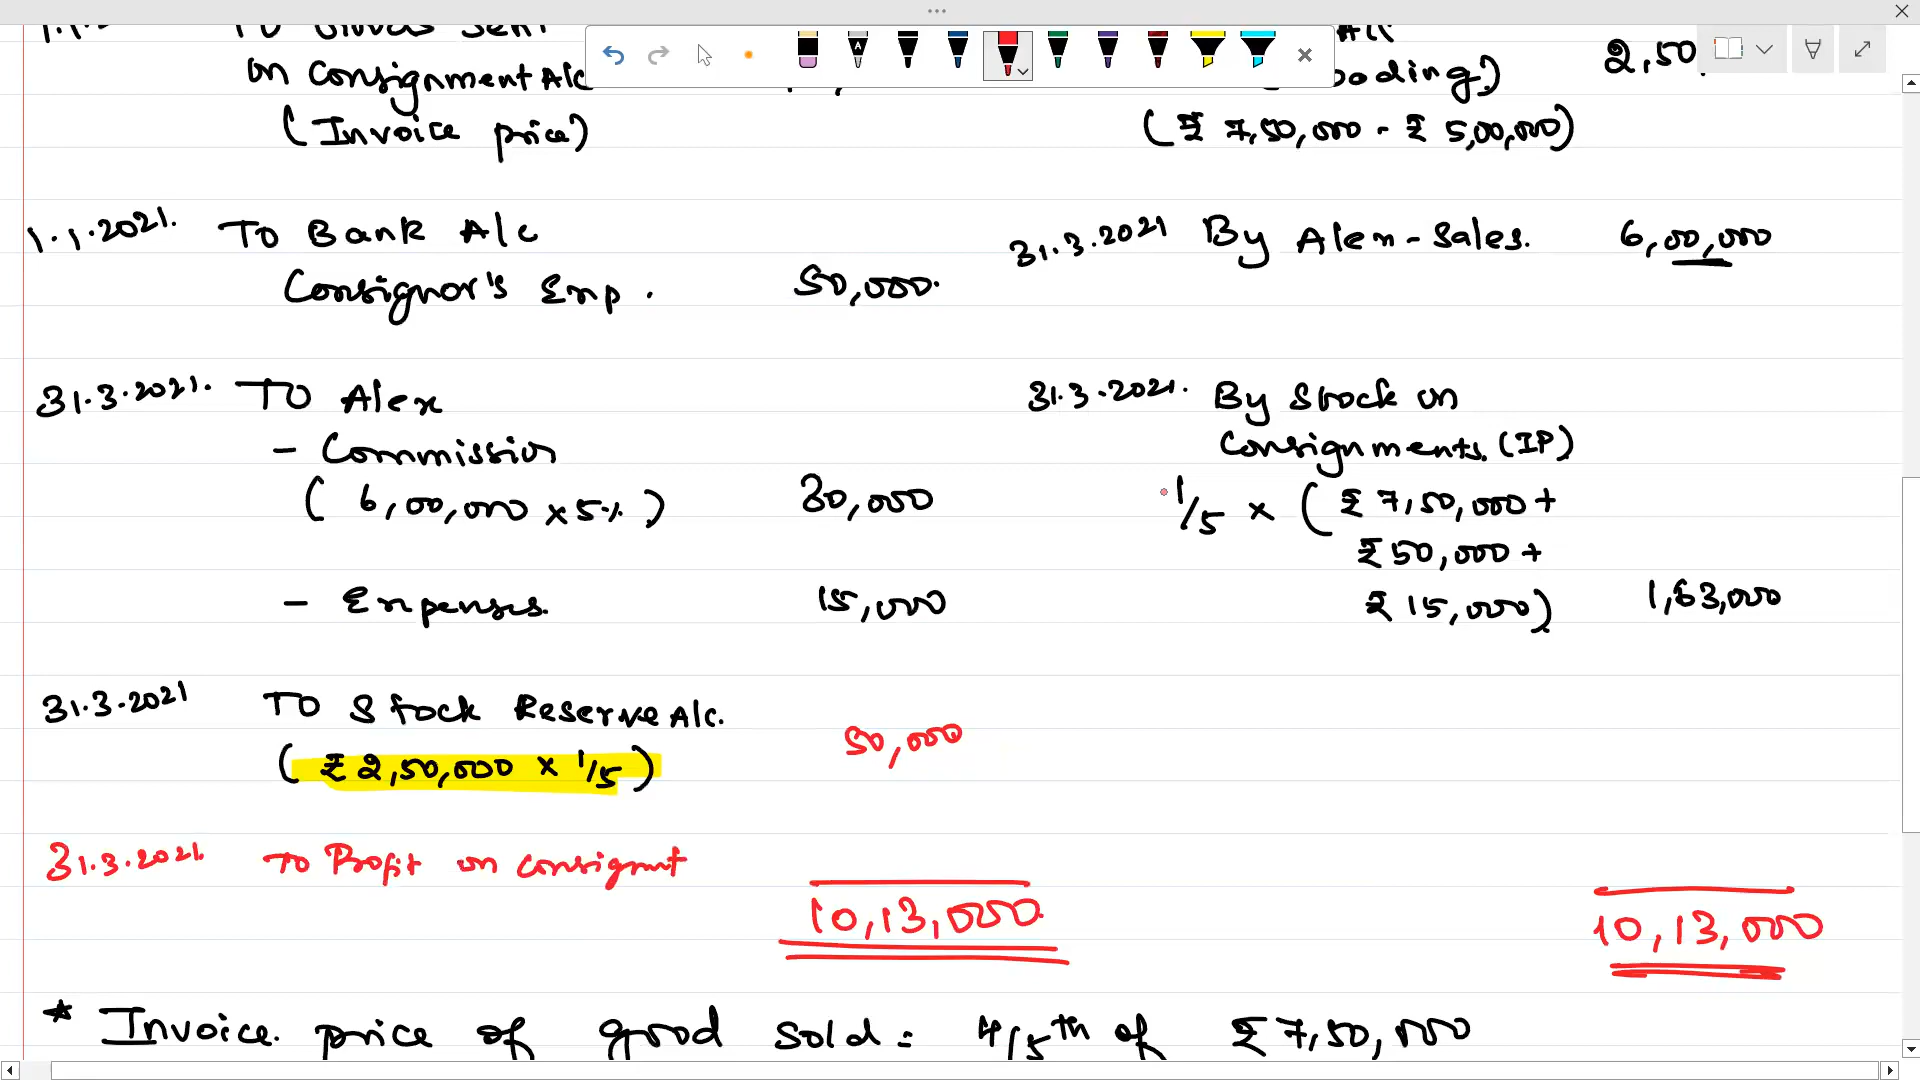 on Consignment A/c
(Invoice price)
2,50,
ooding)
(₹ 7,50,000 - ₹ 5,00,000)
1.1.2021. To Bank A/c
Consignor's Exp. 50,000.
31.3.2021 By Alex - Sales. 6,00,000
31.3.2021. To Alex
- Commission
(6,00,000 x 5%) 30,000
- Expenses. 15,000
31.3.2021. By Stock on
Consignments. (IP)
1/5 x (₹ 7,50,000 +
₹ 50,000 +
₹ 15,000) 1,63,000
31.3.2021 To Stock Reserve A/c.
(₹ 2,50,000 x 1/5) 50,000
31.3.2021. To Profit on consignmt
10,13,000. 10,13,000
* Invoice price of good sold = 4/5th of ₹ 7,50,000